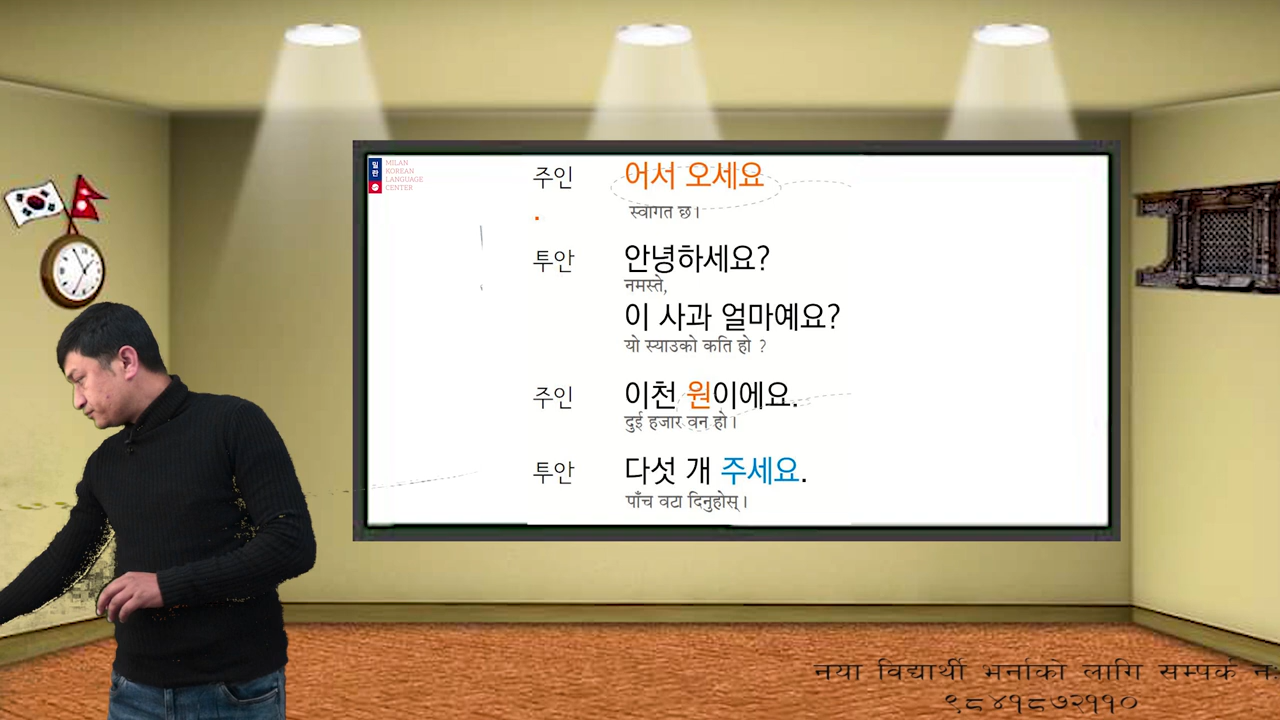 밀란
MILAN
KOREAN
LANGUAGE
CENTER
주인 어서 오세요
स्वागत छ।
투안 안녕하세요?
नमस्ते,
이 사과 얼마예요?
यो स्याउको कति हो ?
주인 이천 원이에요.
दुई हजार वन हो।
투안 다섯 개 주세요.
पाँच वटा दिनुहोस्।
नया विद्यार्थी भर्नाको लागि सम्पर्क नः
९८४१८७२११०